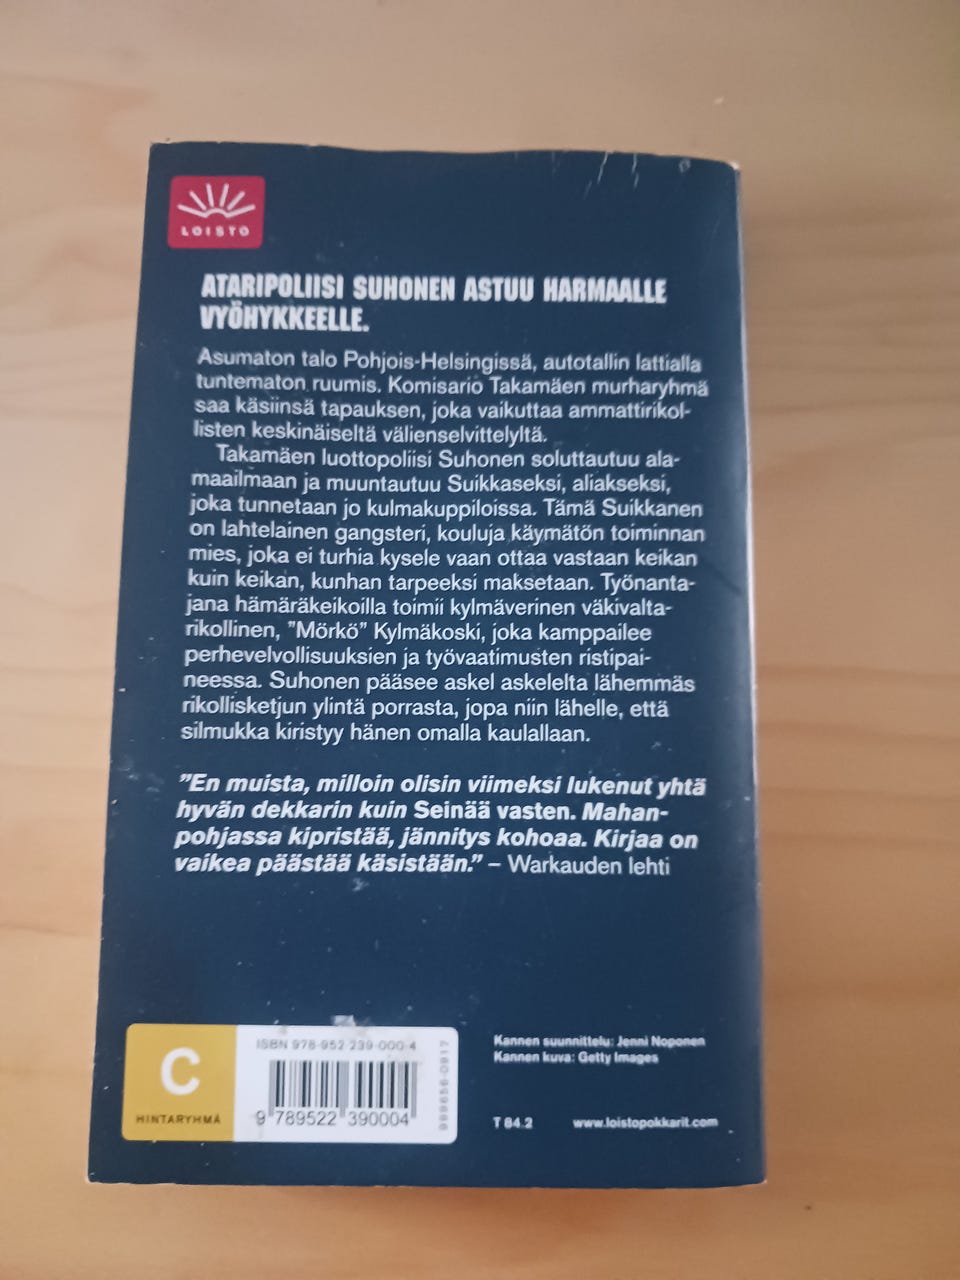 LOISTO
ATARIPOLIISI SUHONEN ASTUU HARMAALLE
VYÖHYKKEELLE.
Asumaton talo Pohjois-Helsingissä, autotallin lattialla
tuntematon ruumis. Komisario Takamäen murharyhmä
saa käsiinsä tapauksen, joka vaikuttaa ammattirikol-
listen keskinäiseltä välienselvittelyltä.
Takamäen luottopoliisi Suhonen soluttautuu ala-
maailmaan ja muuntautuu Suikkaseksi, aliakseksi,
joka tunnetaan jo kulmakuppiloissa. Tämä Suikkanen
on lahtelainen gangsteri, kouluja käymätön toiminnan
mies, joka ei turhia kysele vaan ottaa vastaan keikan
kuin keikan, kunhan tarpeeksi maksetaan. Työnanta-
jana hämäräkeikoilla toimii kylmäverinen väkivalta-
rikollinen, ”Mörkö” Kylmäkoski, joka kamppailee
perhevelvollisuuksien ja työvaatimusten ristipai-
neessa. Suhonen pääsee askel askelelta lähemmäs
rikollisketjun ylintä porrasta, jopa niin lähelle, että
silmukka kiristyy hänen omalla kaulallaan.
”En muista, milloin olisin viimeksi lukenut yhtä
hyvän dekkarin kuin Seinää vasten. Mahan-
pohjassa kipristää, jännitys kohoaa. Kirjaa on
vaikea päästää käsistään.” – Warkauden lehti
C
HINTARYHMÄ
ISBN 978-952-239-000-4
9 789522 390004
Kannen suunnittelu: Jenni Noponen
Kannen kuva: Getty Images
T 84.2 www.loistopokkarit.com